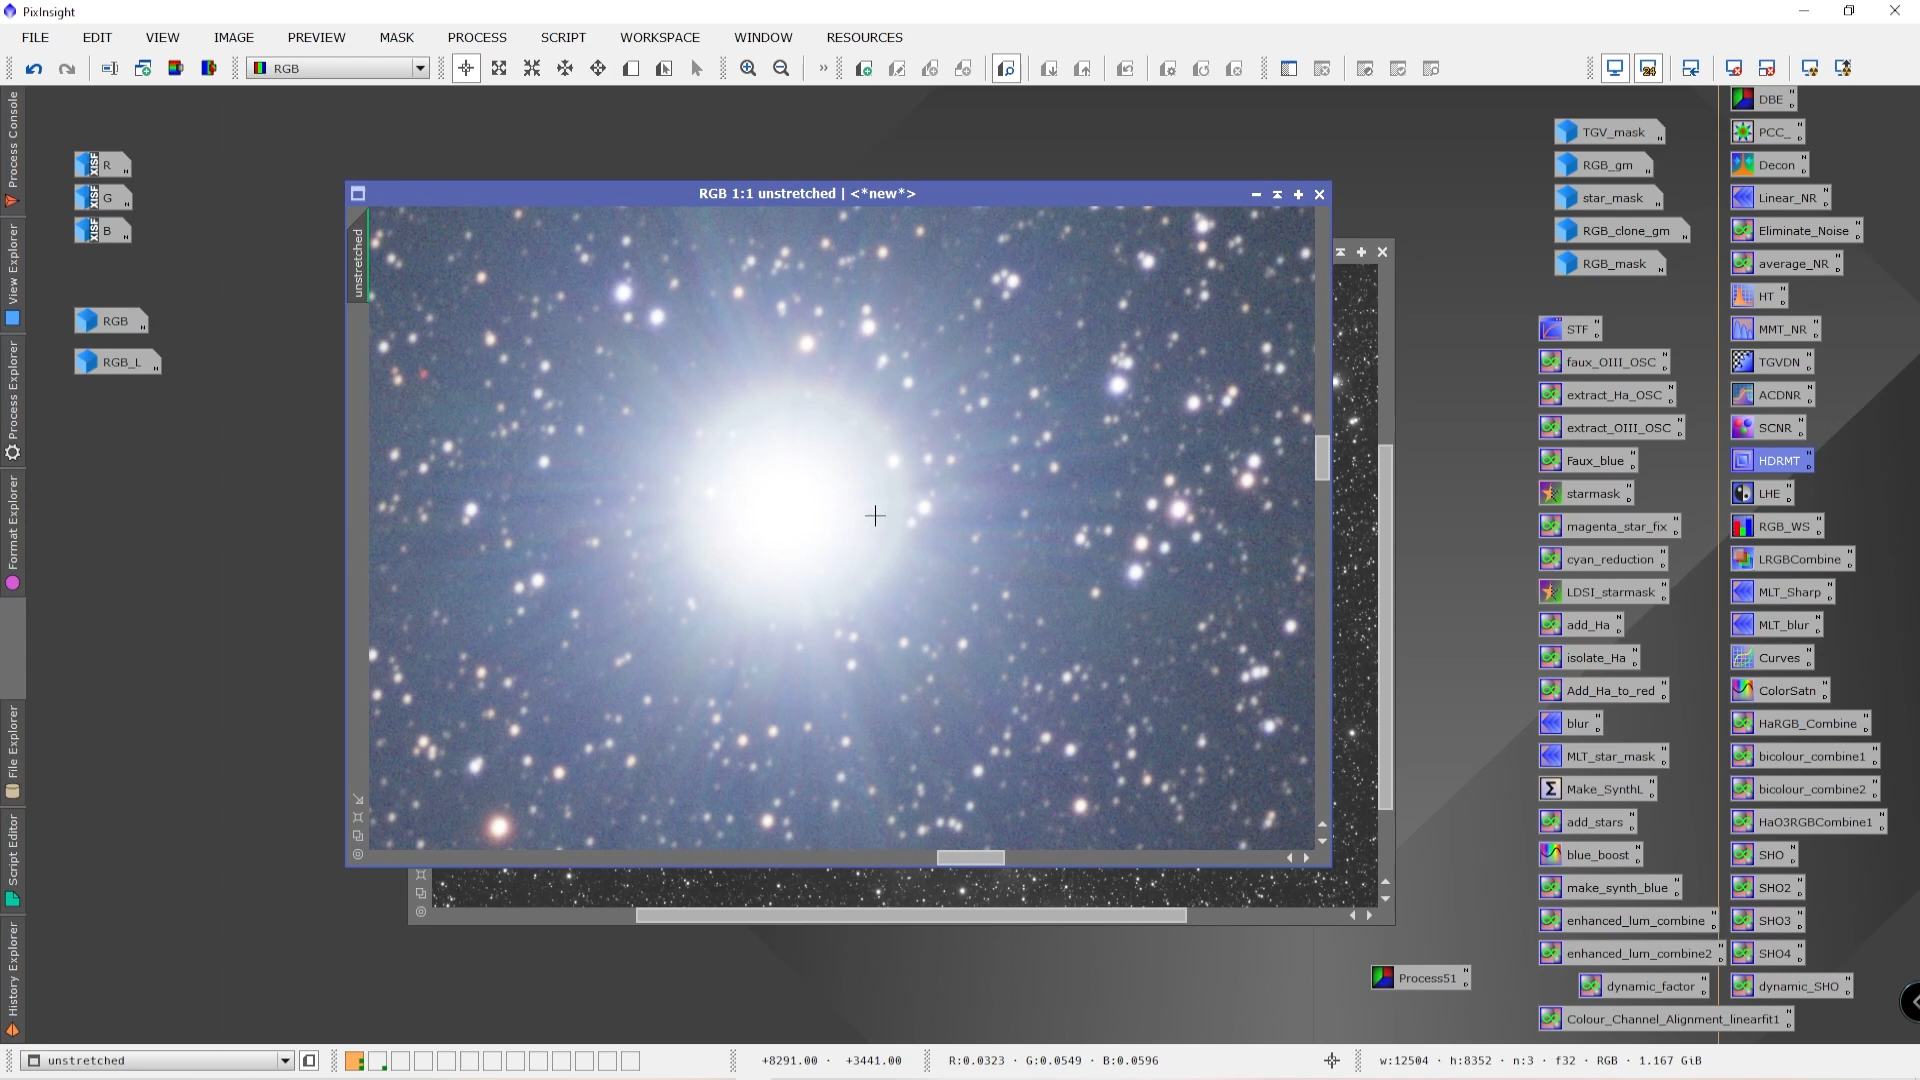 PixInsight
FILE EDIT VIEW IMAGE PREVIEW MASK PROCESS SCRIPT WORKSPACE WINDOW RESOURCES
RGB
24
Process Console
View Explorer
Process Explorer
Format Explorer
File Explorer
Script Editor
History Explorer
XISF R N
XISF G N
XISF B N
RGB N
RGB_L N
RGB 1:1 unstretched | <*new*>
unstretched
TGV_mask N
RGB_gm N
star_mask N
RGB_clone_gm N
RGB_mask N
STF N D
faux_OIII_OSC N D
extract_Ha_OSC N D
extract_OIII_OSC N D
Faux_blue N D
starmask N D
magenta_star_fix N D
cyan_reduction N D
LDSI_starmask N D
add_Ha N D
isolate_Ha N D
Add_Ha_to_red N D
blur N D
MLT_star_mask N D
Make_SynthL N D
add_stars N D
blue_boost N D
make_synth_blue N D
enhanced_lum_combine N D
enhanced_lum_combine2 N D
dynamic_factor N D
Colour_Channel_Alignment_linearfit1 N D
DBE N D
PCC_ N D
Decon N D
Linear_NR N D
Eliminate_Noise N D
average_NR N D
HT N D
MMT_NR N D
TGVDN N D
ACDNR N D
SCNR N D
HDRMT N D
LHE N D
RGB_WS N D
LRGBCombine N D
MLT_Sharp N D
MLT_blur N D
Curves N D
ColorSatn N D
HaRGB_Combine N D
bicolour_combine1 N D
bicolour_combine2 N D
HaO3RGBCombine1 N D
SHO N D
SHO2 N D
SHO3 N D
SHO4 N D
dynamic_SHO N D
Process51 N D
unstretched
+8291.00 · +3441.00
R:0.0323 · G:0.0549 · B:0.0596
w:12504 · h:8352 · n:3 · f32 · RGB · 1.167 GiB